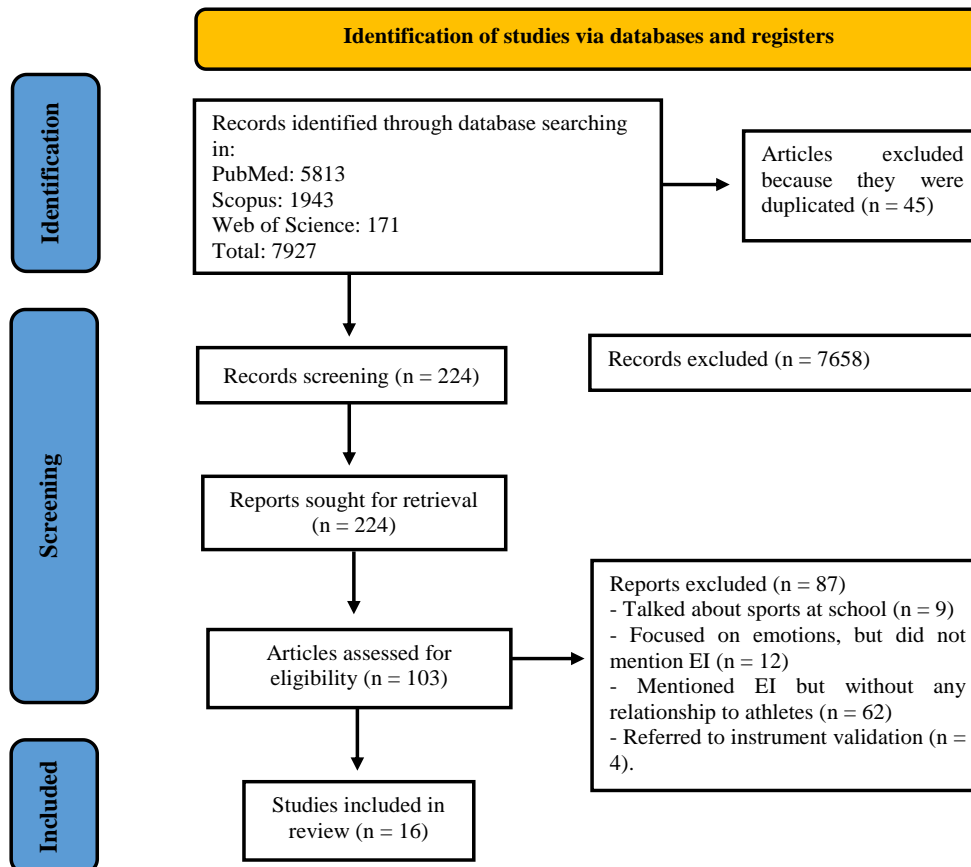 Identification of studies via databases and registers
Identification
Records identified through database searching
in:
PubMed: 5813
Scopus: 1943
Web of Science: 171
Total: 7927
Articles excluded
because they were
duplicated (n = 45)
Screening
Records screening (n = 224)
Records excluded (n = 7658)
Reports sought for retrieval
(n = 224)
Articles assessed for
eligibility (n = 103)
Reports excluded (n = 87)
- Talked about sports at school (n = 9)
- Focused on emotions, but did not
mention EI (n = 12)
- Mentioned EI but without any
relationship to athletes (n = 62)
- Referred to instrument validation (n =
4).
Included
Studies included in
review (n = 16)